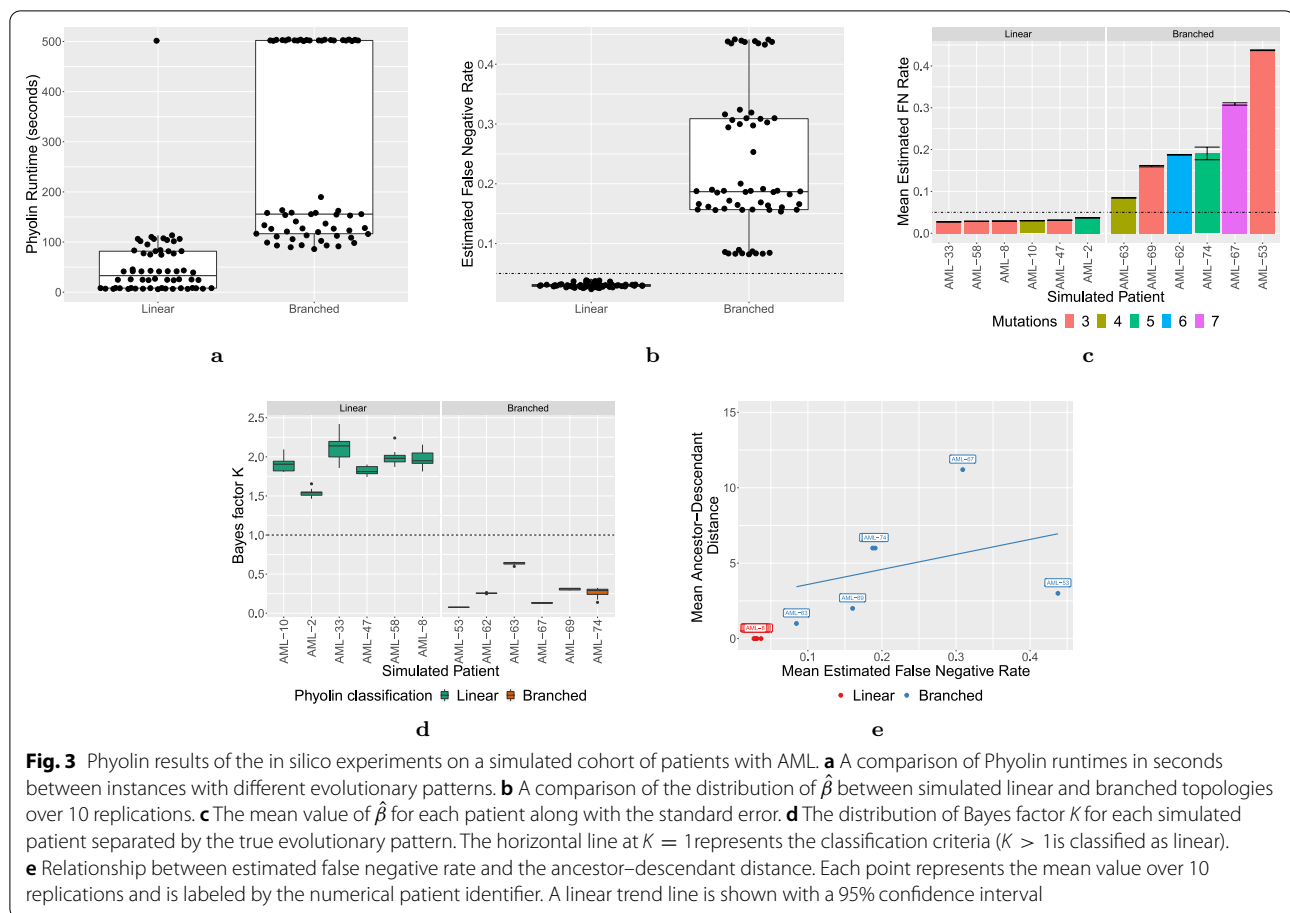 500
400
300
200
100
0
Phyolin Runtime (seconds)
Linear
Branched
a
0.4
0.3
0.2
0.1
Estimated False Negative Rate
Linear
Branched
b
Linear
Branched
0.4
0.3
0.2
0.1
0.0
Mean Estimated FN Rate
AML−33
AML−58
AML−8
AML−10
AML−47
AML−2
AML−63
AML−69
AML−62
AML−74
AML−67
AML−53
Simulated Patient
Mutations 3 4 5 6 7
c
Linear
Branched
2.5
2.0
1.5
1.0
0.5
0.0
Bayes factor K
AML−10
AML−2
AML−33
AML−47
AML−58
AML−8
AML−53
AML−62
AML−63
AML−67
AML−69
AML−74
Simulated Patient
Phyolin classification Linear Branched
d
15
10
5
0
Mean Ancestor−Descendant
Distance
AML−67
AML−74
AML−53
AML−69
AML−63
AML−8
0.1
0.2
0.3
0.4
Mean Estimated False Negative Rate
Linear Branched
e
Fig. 3 Phyolin results of the in silico experiments on a simulated cohort of patients with AML. a A comparison of Phyolin runtimes in seconds
between instances with different evolutionary patterns. b A comparison of the distribution of β̂ between simulated linear and branched topologies
over 10 replications. c The mean value of β̂ for each patient along with the standard error. d The distribution of Bayes factor K for each simulated
patient separated by the true evolutionary pattern. The horizontal line at K = 1represents the classification criteria (K > 1is classified as linear).
e Relationship between estimated false negative rate and the ancestor–descendant distance. Each point represents the mean value over 10
replications and is labeled by the numerical patient identifier. A linear trend line is shown with a 95% confidence interval